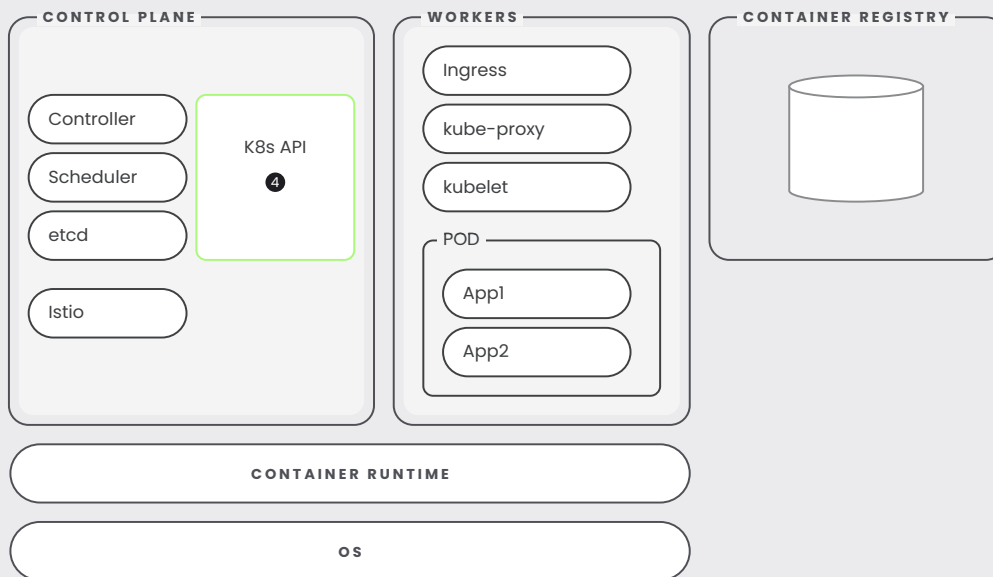 CONTROL PLANE
Controller
Scheduler
etcd
Istio
K8s API
4
WORKERS
Ingress
kube-proxy
kubelet
POD
App1
App2
CONTAINER REGISTRY
CONTAINER RUNTIME
OS